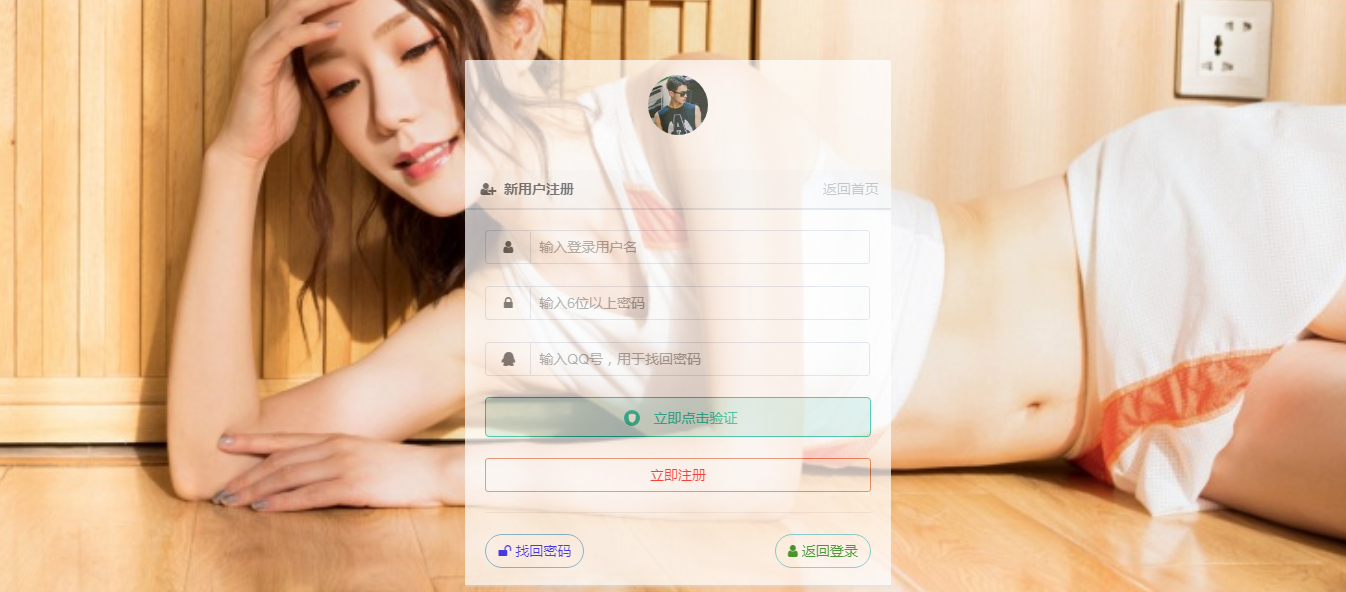 新用户注册
返回首页
输入登录用户名
输入6位以上密码
输入QQ号，用于找回密码
立即点击验证
立即注册
找回密码
返回登录